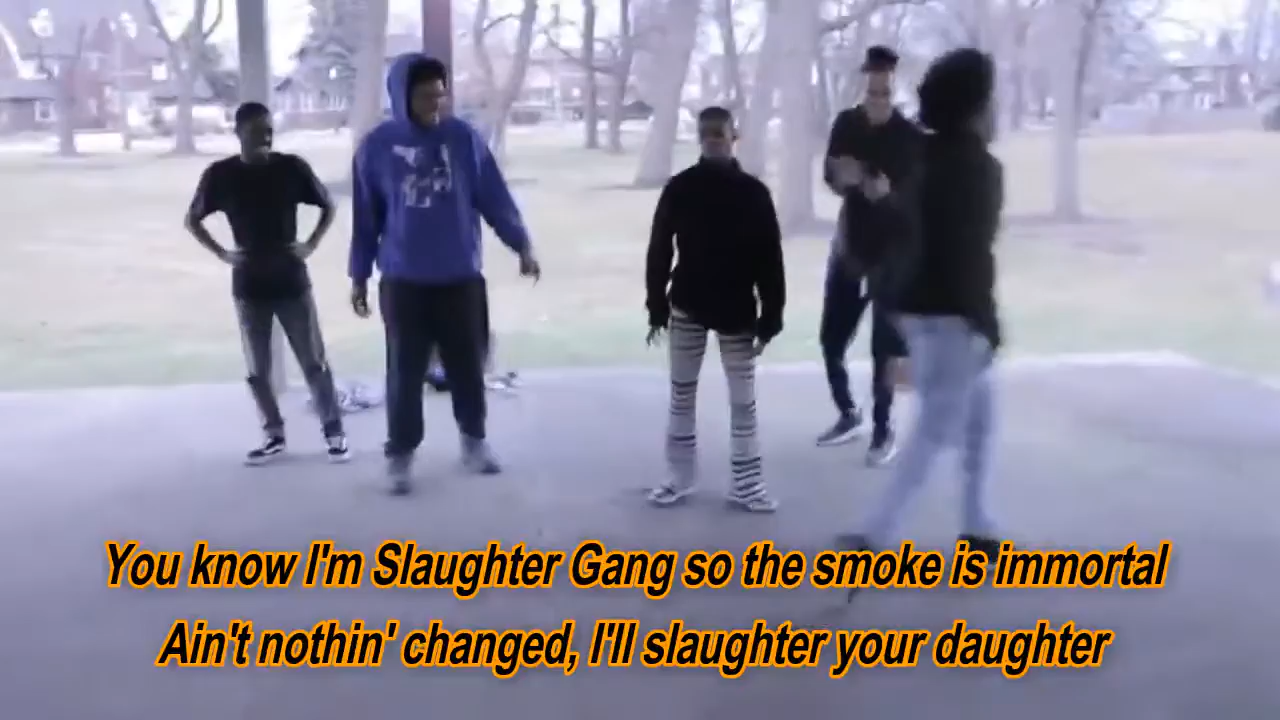 You know I'm Slaughter Gang so the smoke is immortal
Ain't nothin' changed, I'll slaughter your daughter